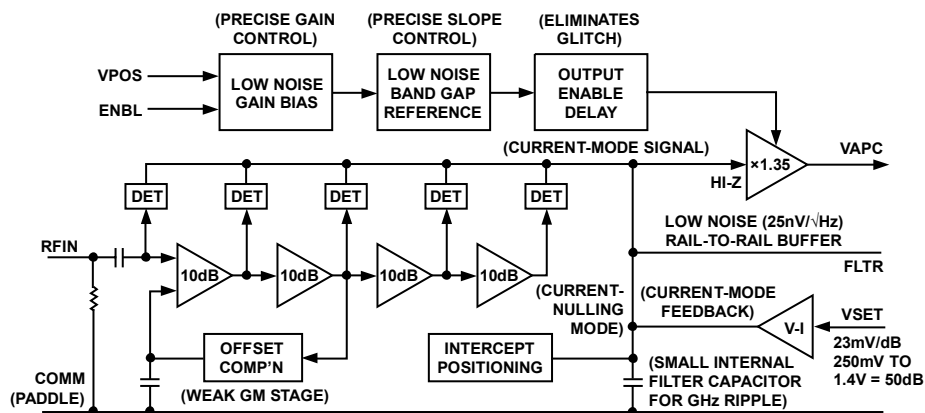 (PRECISE GAIN
CONTROL)
(PRECISE SLOPE
CONTROL)
(ELIMINATES
GLITCH)
VPOS
ENBL
LOW NOISE
GAIN BIAS
LOW NOISE
BAND GAP
REFERENCE
OUTPUT
ENABLE
DELAY
(CURRENT-MODE SIGNAL)
×1.35
HI-Z
VAPC
DET
DET
DET
DET
DET
LOW NOISE (25nV/√Hz)
RAIL-TO-RAIL BUFFER
FLTR
RFIN
10dB
10dB
10dB
10dB
(CURRENT-
NULLING
MODE)
(CURRENT-MODE
FEEDBACK)
V-I
VSET
23mV/dB
250mV TO
1.4V = 50dB
OFFSET
COMP'N
(WEAK GM STAGE)
INTERCEPT
POSITIONING
(SMALL INTERNAL
FILTER CAPACITOR
FOR GHz RIPPLE)
COMM
(PADDLE)